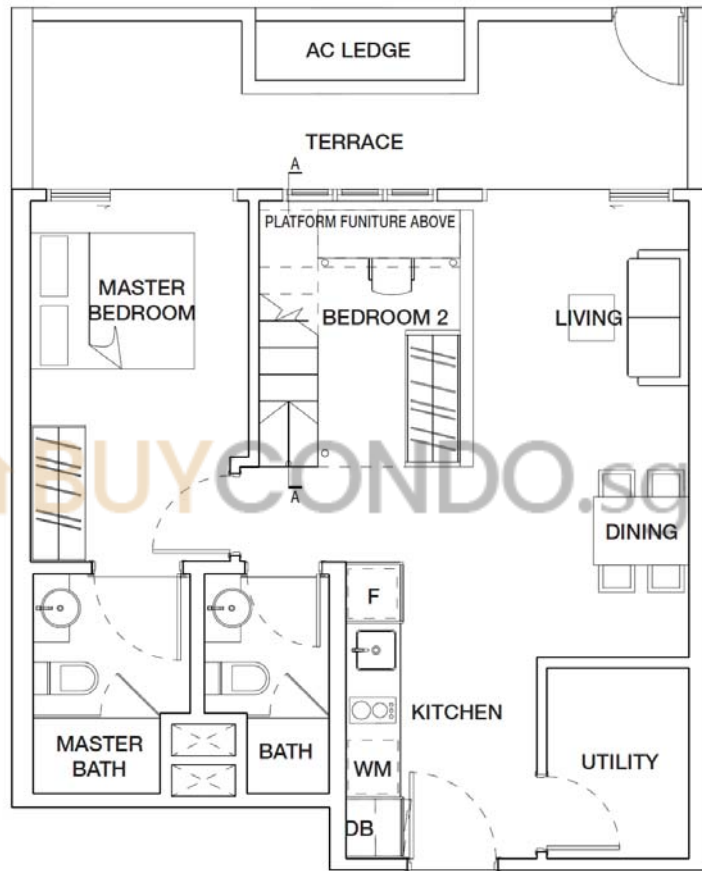 AC LEDGE
TERRACE
A
PLATFORM FUNITURE ABOVE
MASTER
BEDROOM
BEDROOM 2
LIVING
BUYCONDO.sg
A
DINING
F
KITCHEN
MASTER
BATH
BATH
WM
UTILITY
DB